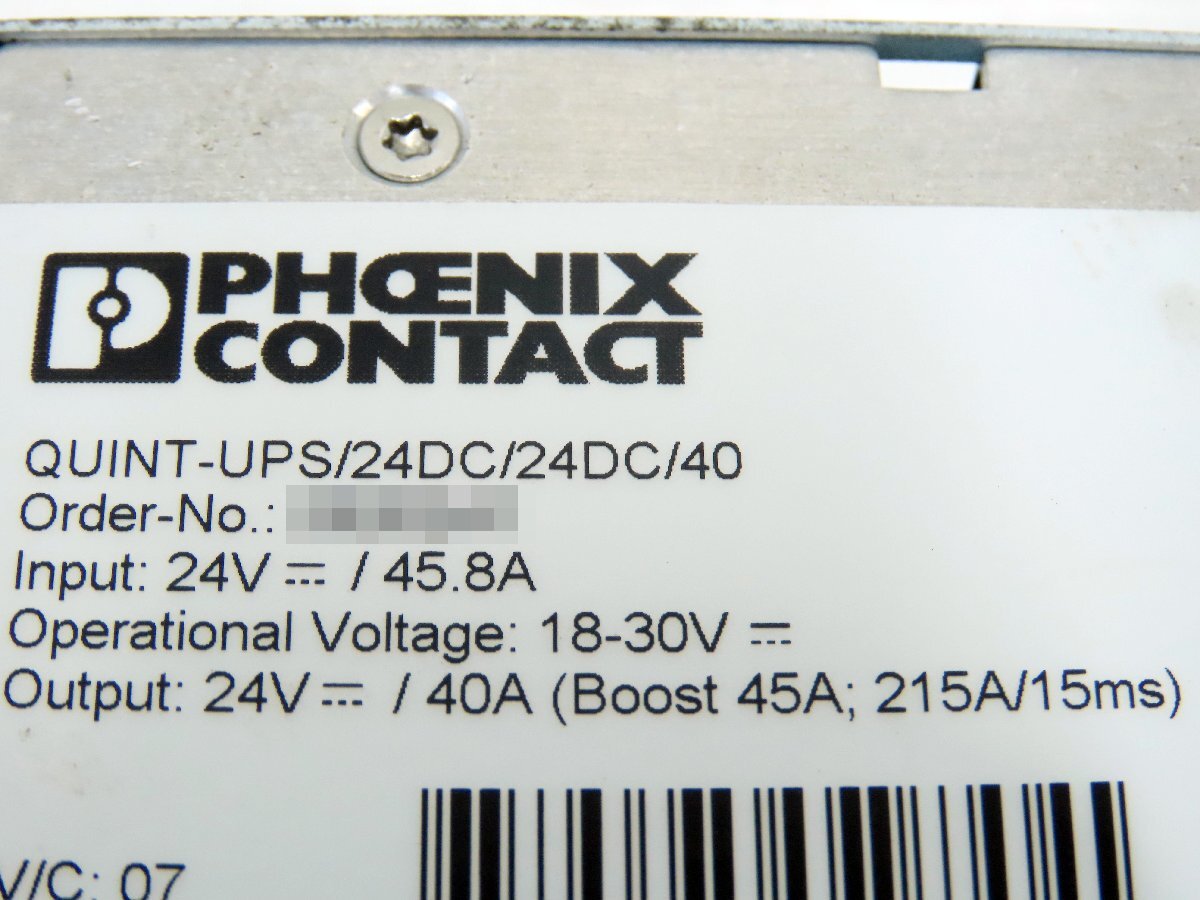 PHŒNIX
CONTACT
QUINT-UPS/24DC/24DC/40
Order-No.:
Input: 24V ⎓ / 45.8A
Operational Voltage: 18-30V ⎓
Output: 24V ⎓ / 40A (Boost 45A; 215A/15ms)
V/C: 07